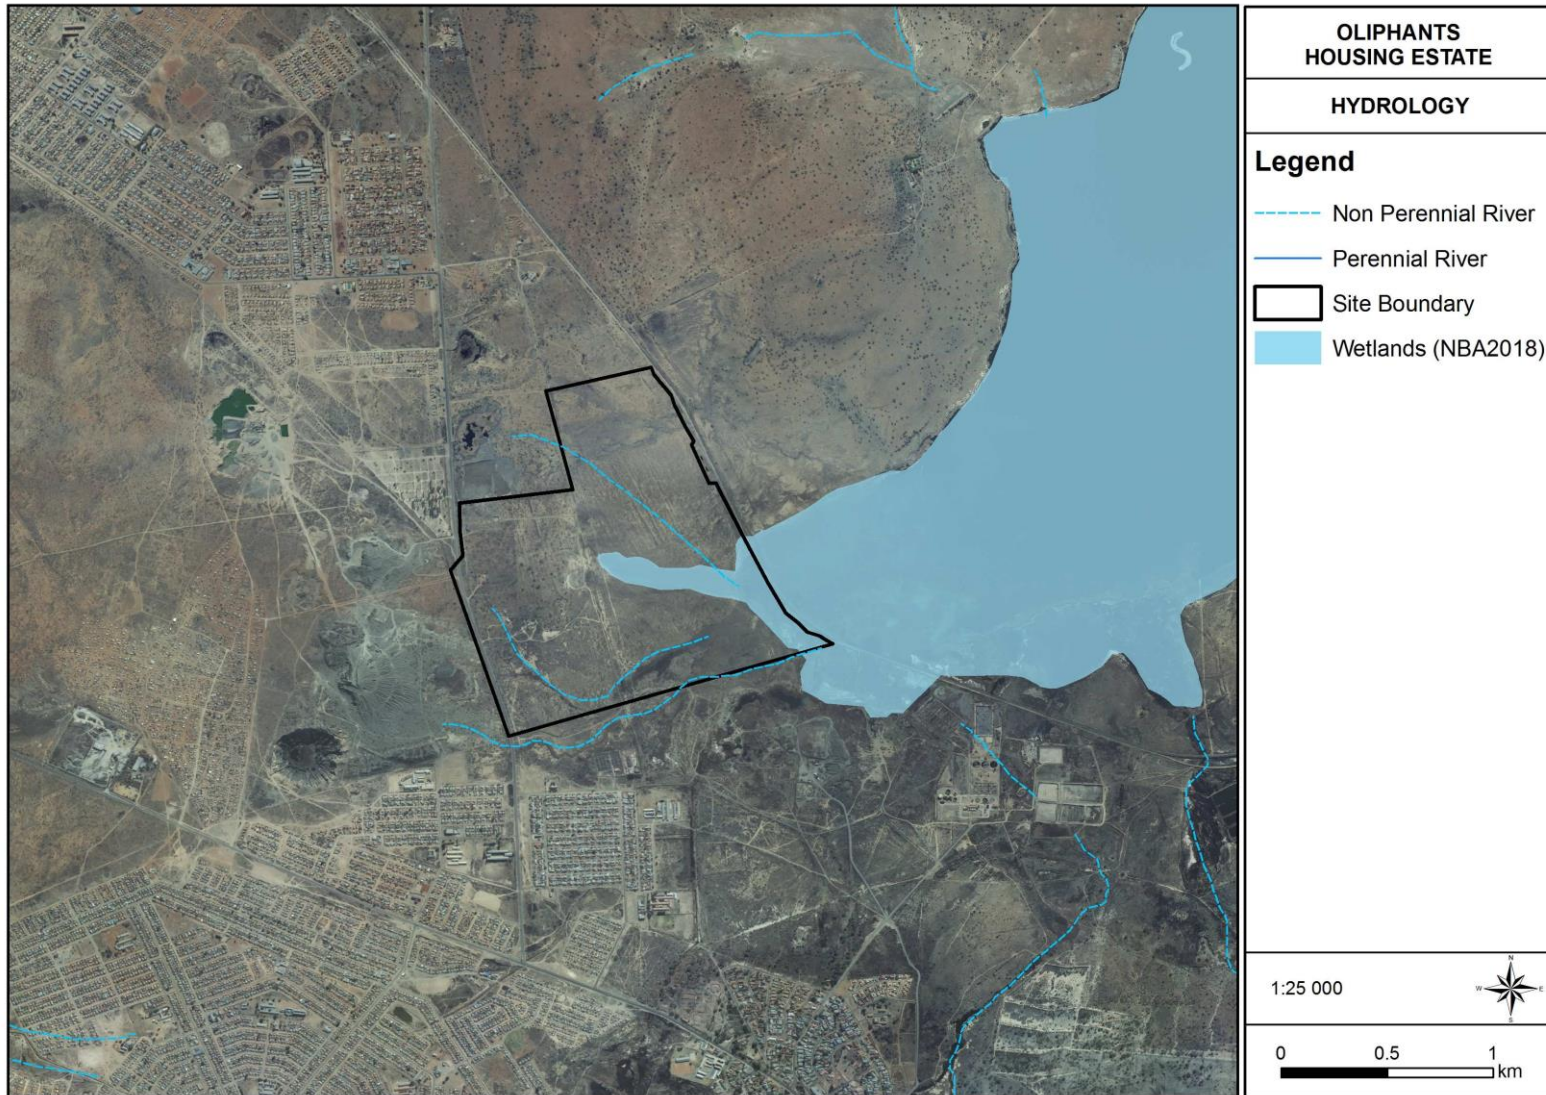 OLIPHANTS
HOUSING ESTATE
HYDROLOGY
Legend
Non Perennial River
Perennial River
Site Boundary
Wetlands (NBA2018)
1:25 000
N
W E
S
0 0.5 1
km